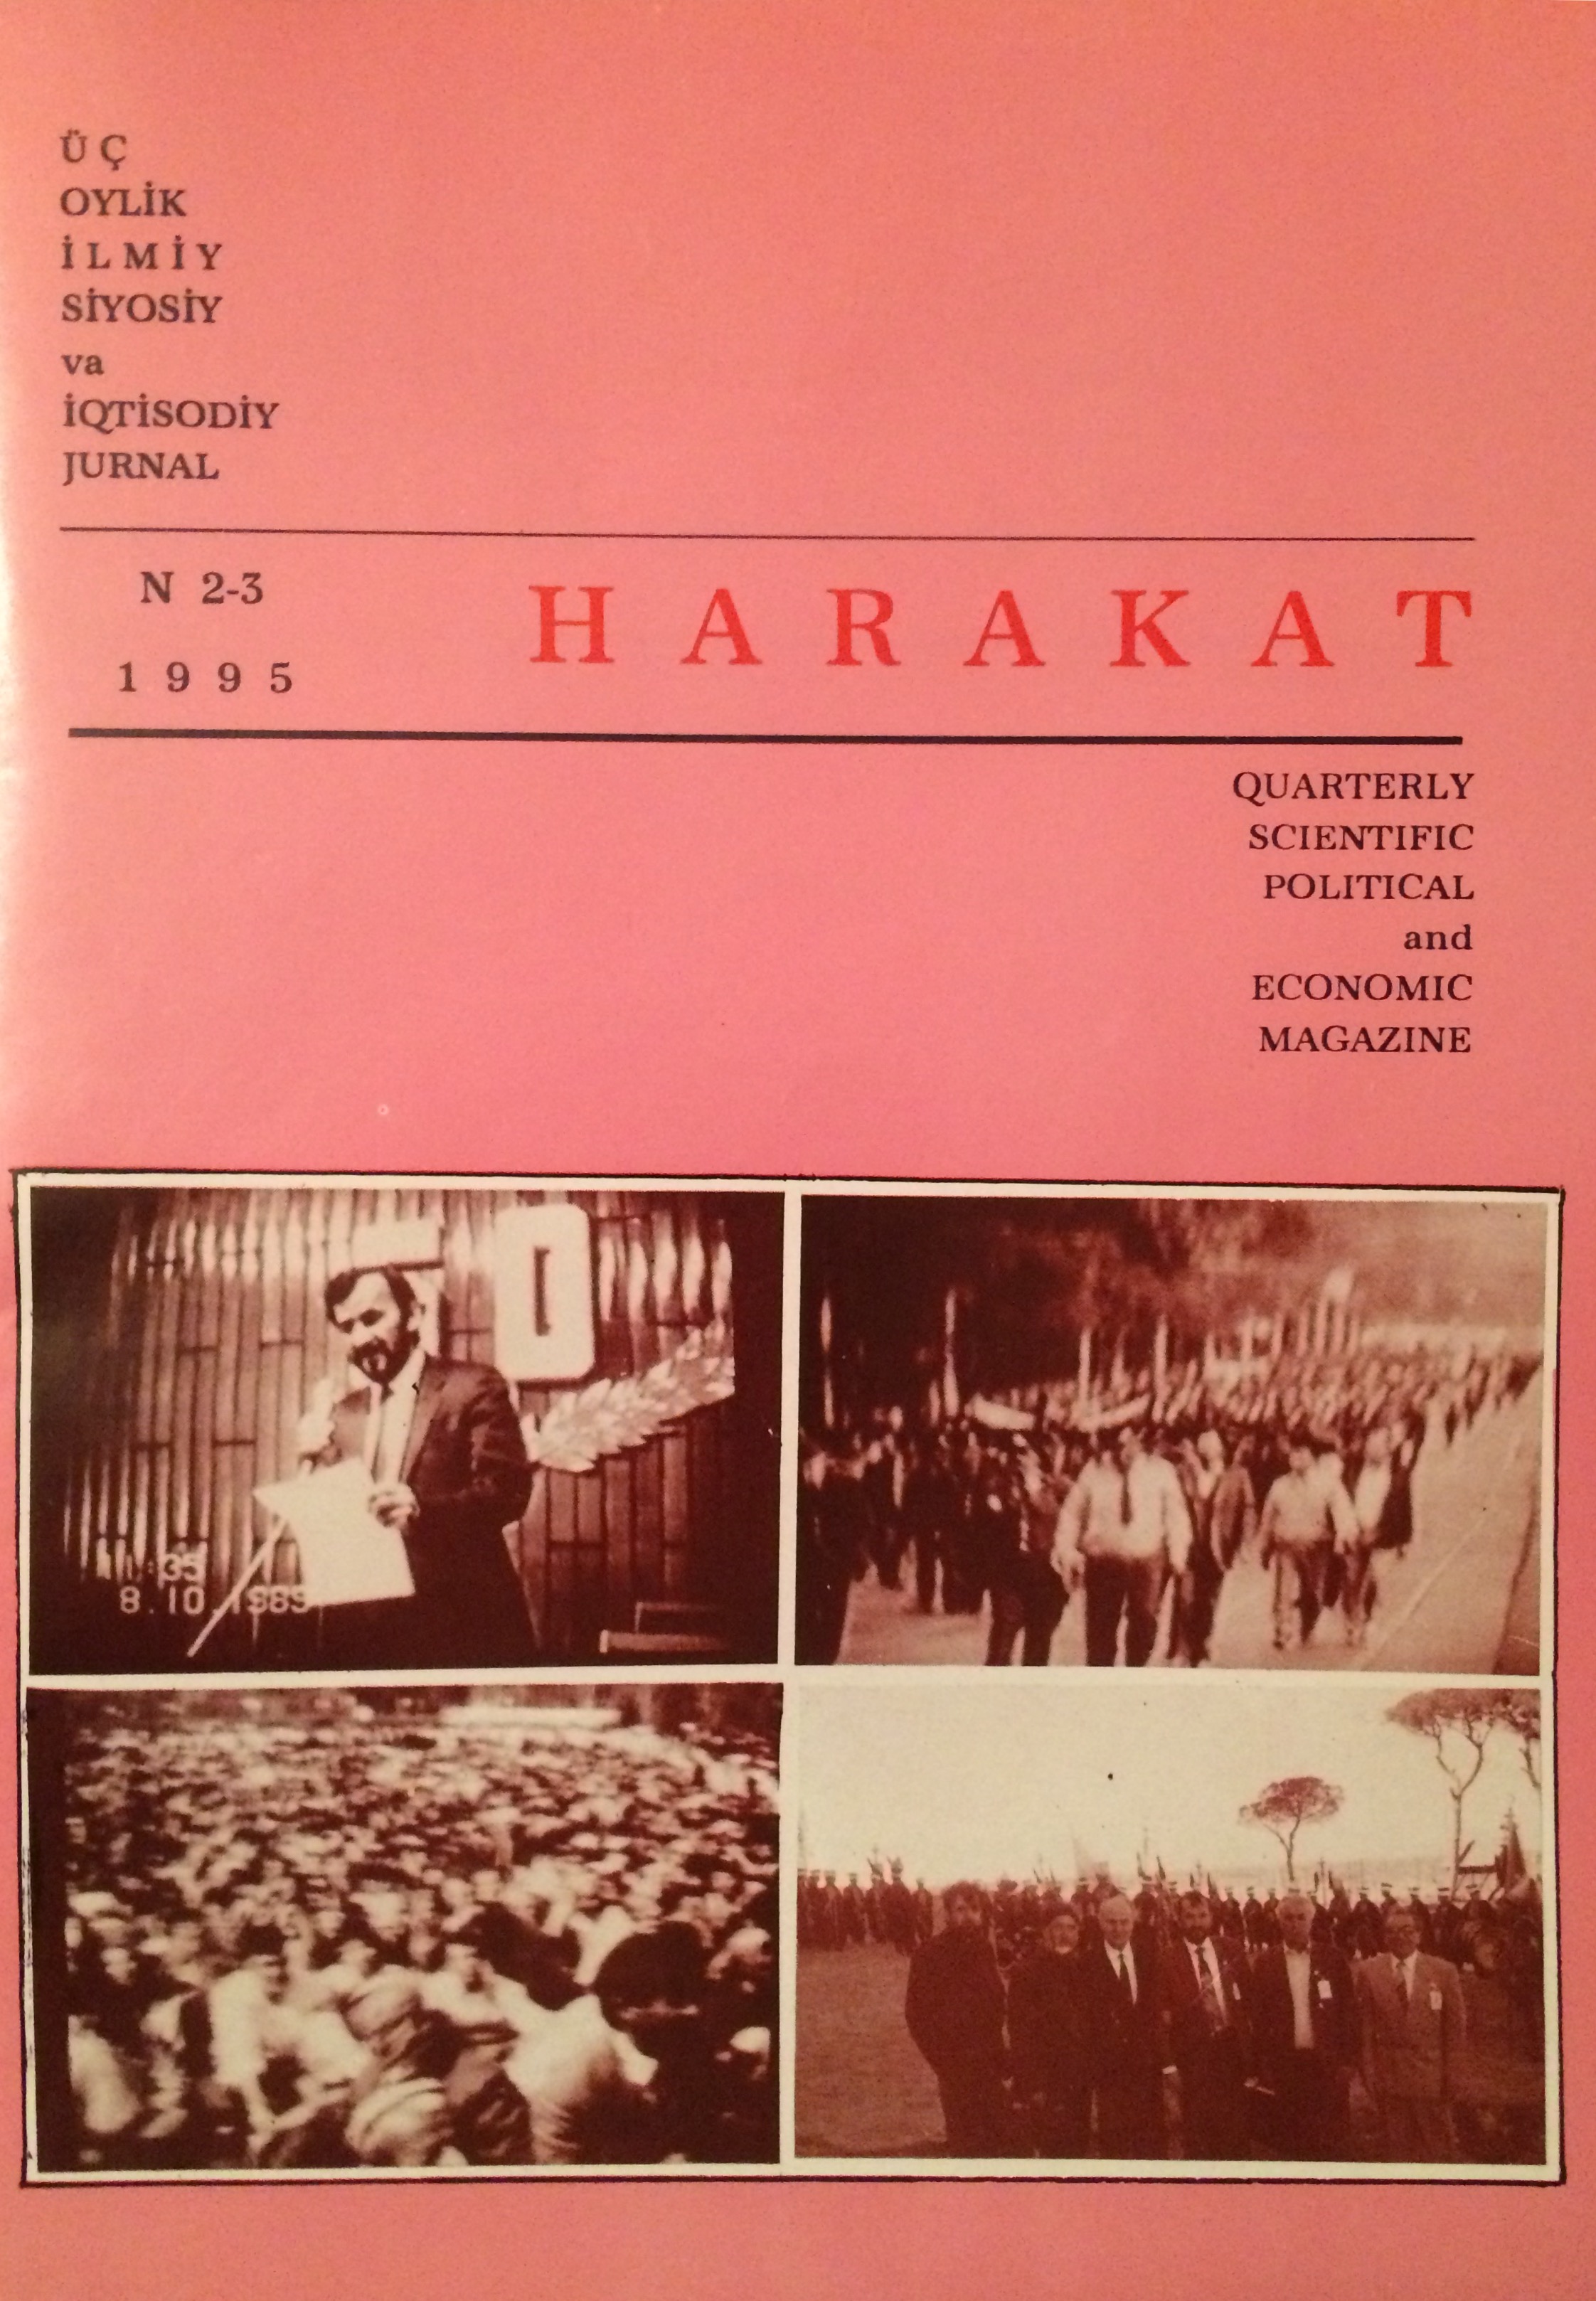 Ü Ç
OYLİK
İ L M İ Y
SİYOSİY
va
İQTİSODİY
JURNAL
N 2-3
1 9 9 5
H A R A K A T
QUARTERLY
SCIENTIFIC
POLITICAL
and
ECONOMIC
MAGAZINE
8.10.1989